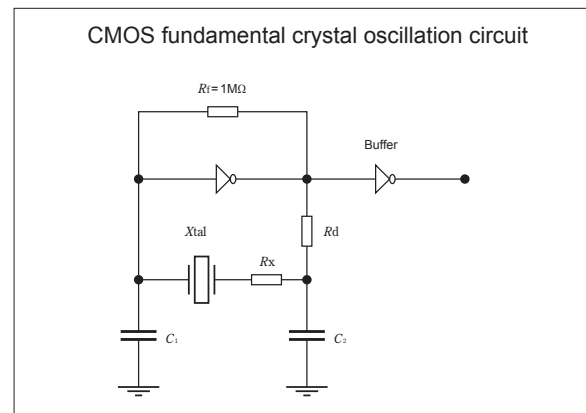 CMOS fundamental crystal oscillation circuit
Rf=1MΩ
Buffer
Rd
Xtal
Rx
C1
C2